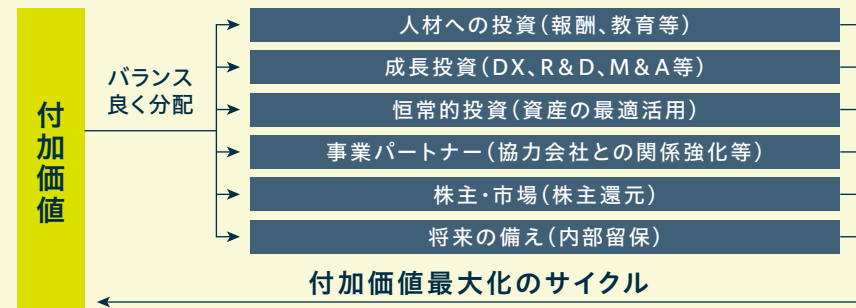 付加価値
バランス
良く分配
人材への投資(報酬、教育等)
成長投資(DX、R&D、M&A等)
恒常的投資(資産の最適活用)
事業パートナー(協力会社との関係強化等)
株主・市場(株主還元)
将来の備え(内部留保)
付加価値最大化のサイクル